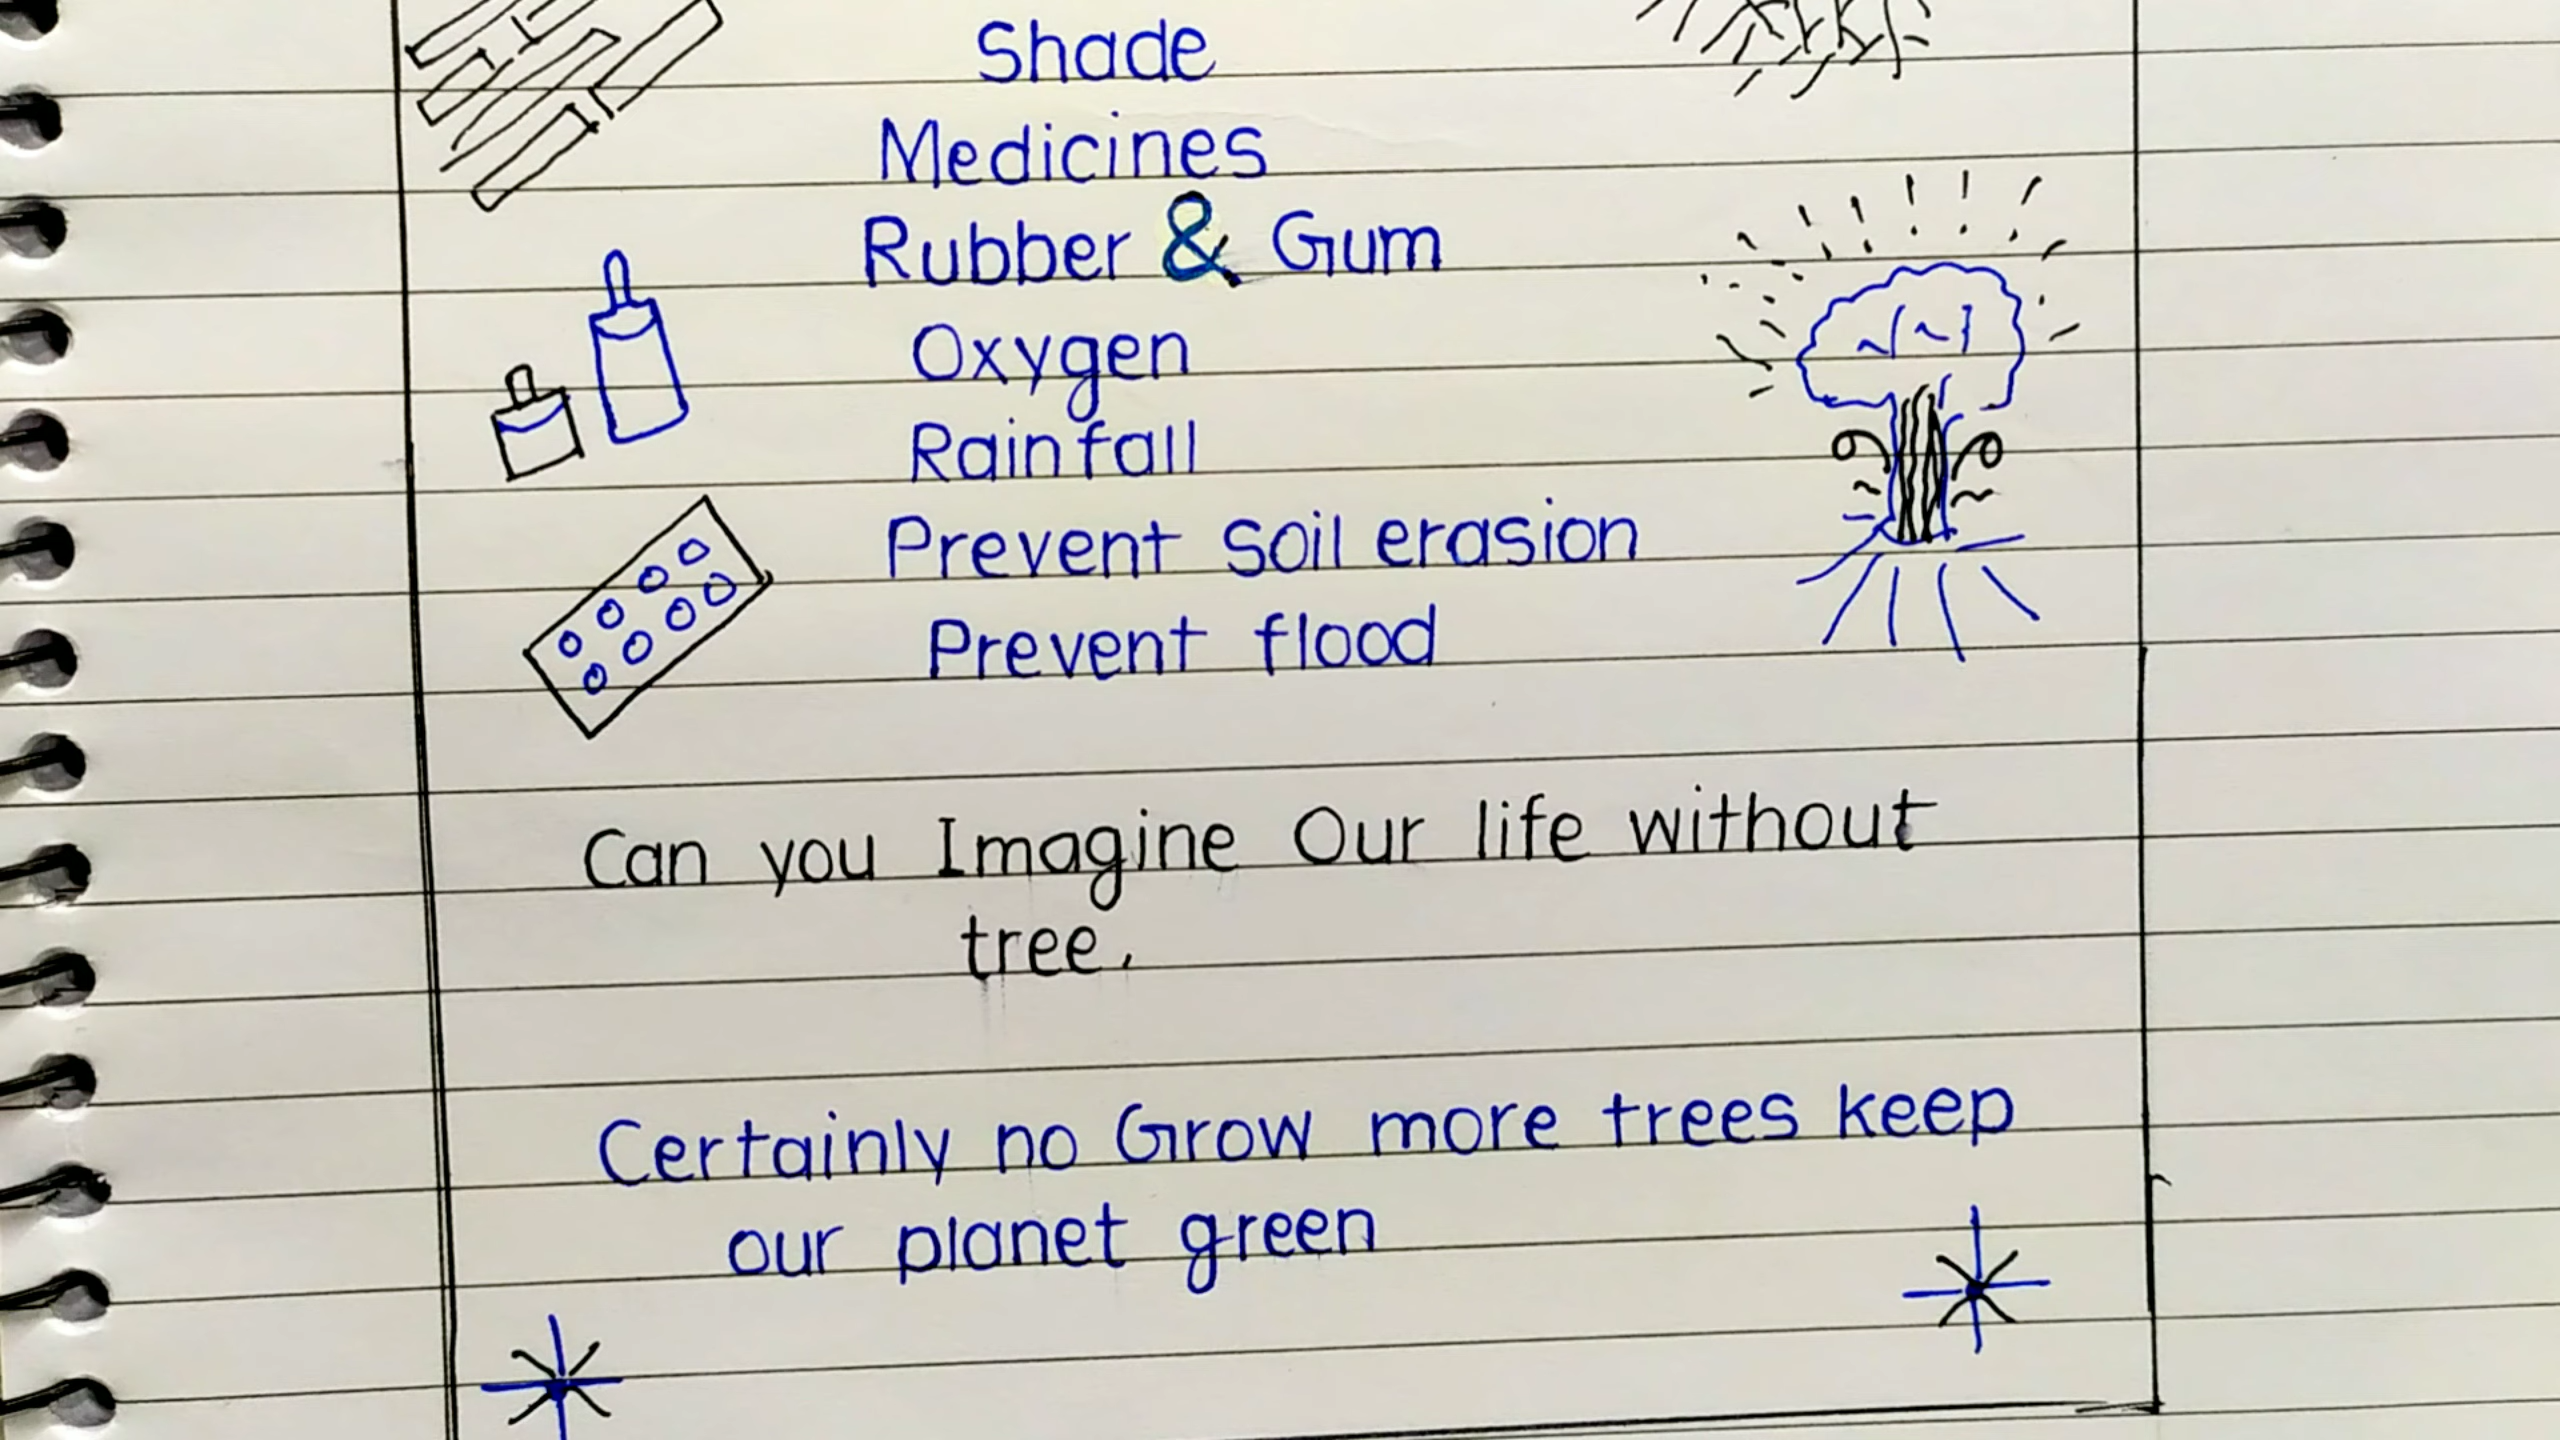 Shade
Medicines
Rubber & Gum
Oxygen
Rainfall
Prevent soil erasion
Prevent flood
Can you Imagine Our life without
tree.
Certainly no Grow more trees keep
our planet green